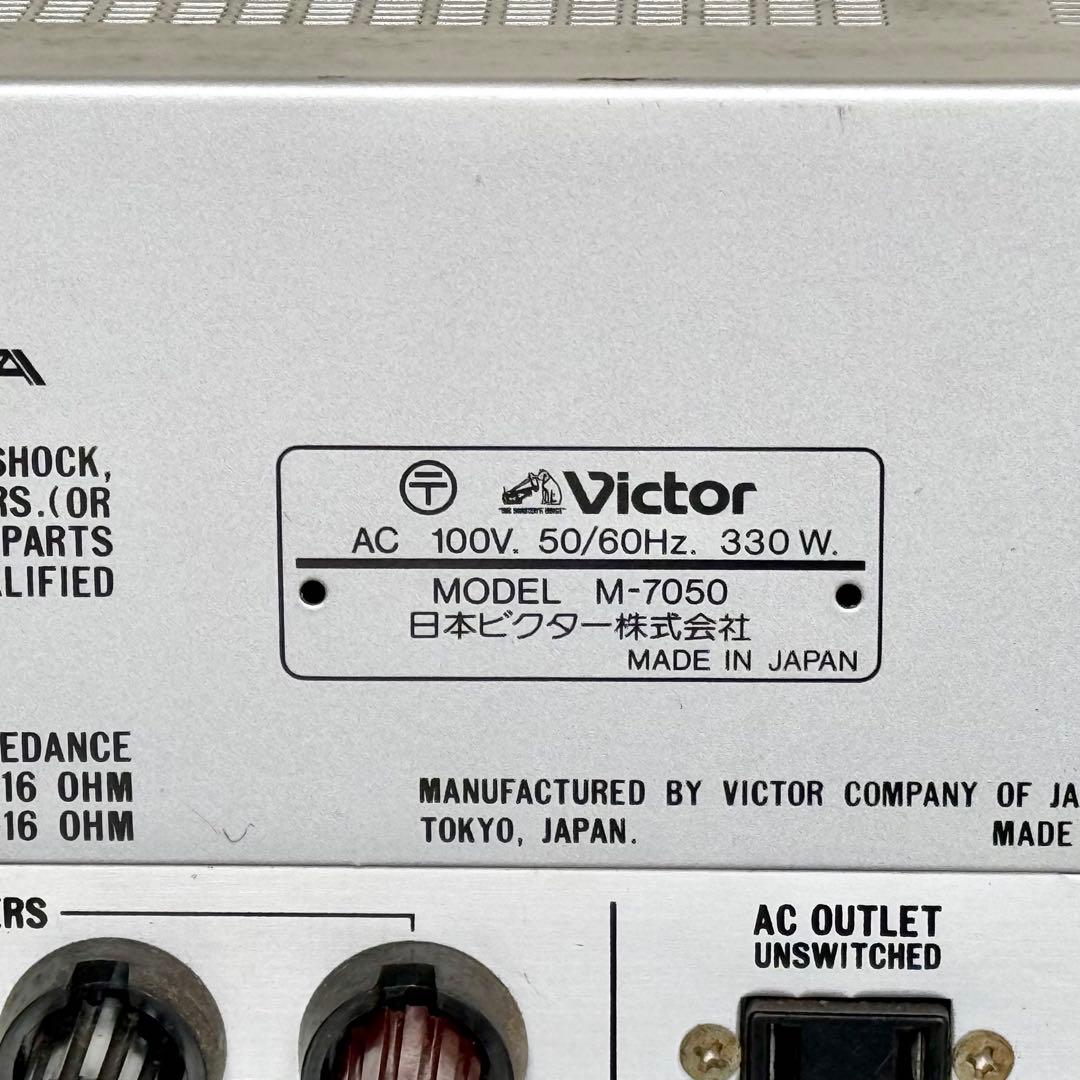 SHOCK,
RS.(OR
PARTS
ALIFIED
〒 Victor
AC 100V. 50/60Hz. 330W.
MODEL M-7050
日本ビクター株式会社
MADE IN JAPAN
EDANCE
16 OHM
16 OHM
MANUFACTURED BY VICTOR COMPANY OF JA
TOKYO, JAPAN.
MADE
ERS
AC OUTLET
UNSWITCHED